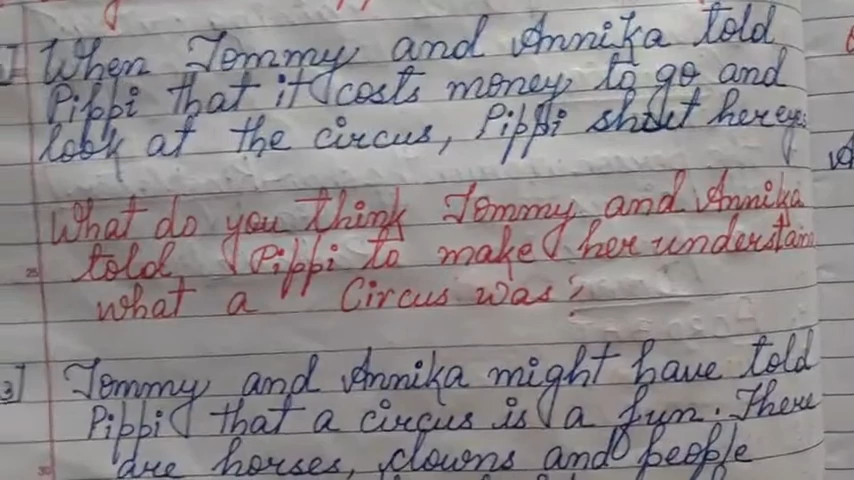 When Tommy and Annika told
Pippi that it costs money to go and
look at the circus, Pippi shut her eyes
What do you think Tommy and Annika
told Pippi to make her understan
what a Circus was?
3] Tommy and Annika might have told
Pippi that a circus is a fun. There
are horses, clowns and people